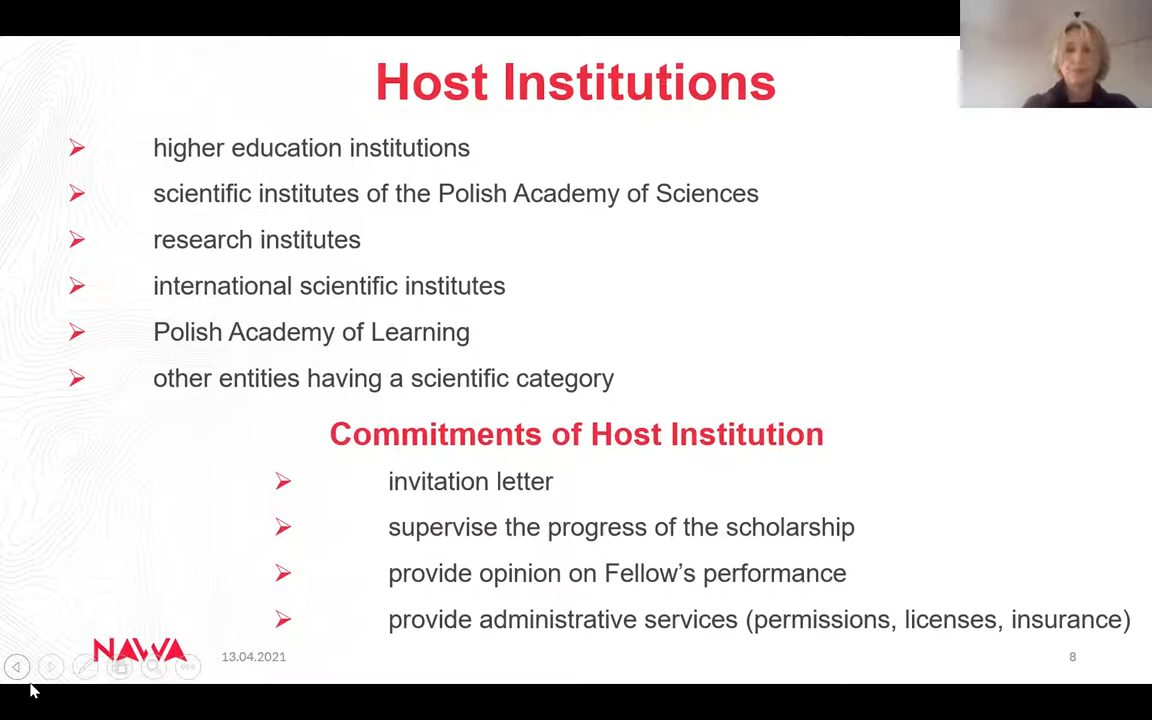 Host Institutions
higher education institutions
scientific institutes of the Polish Academy of Sciences
research institutes
international scientific institutes
Polish Academy of Learning
other entities having a scientific category
Commitments of Host Institution
invitation letter
supervise the progress of the scholarship
provide opinion on Fellow’s performance
provide administrative services (permissions, licenses, insurance)
NAWA
13.04.2021
8